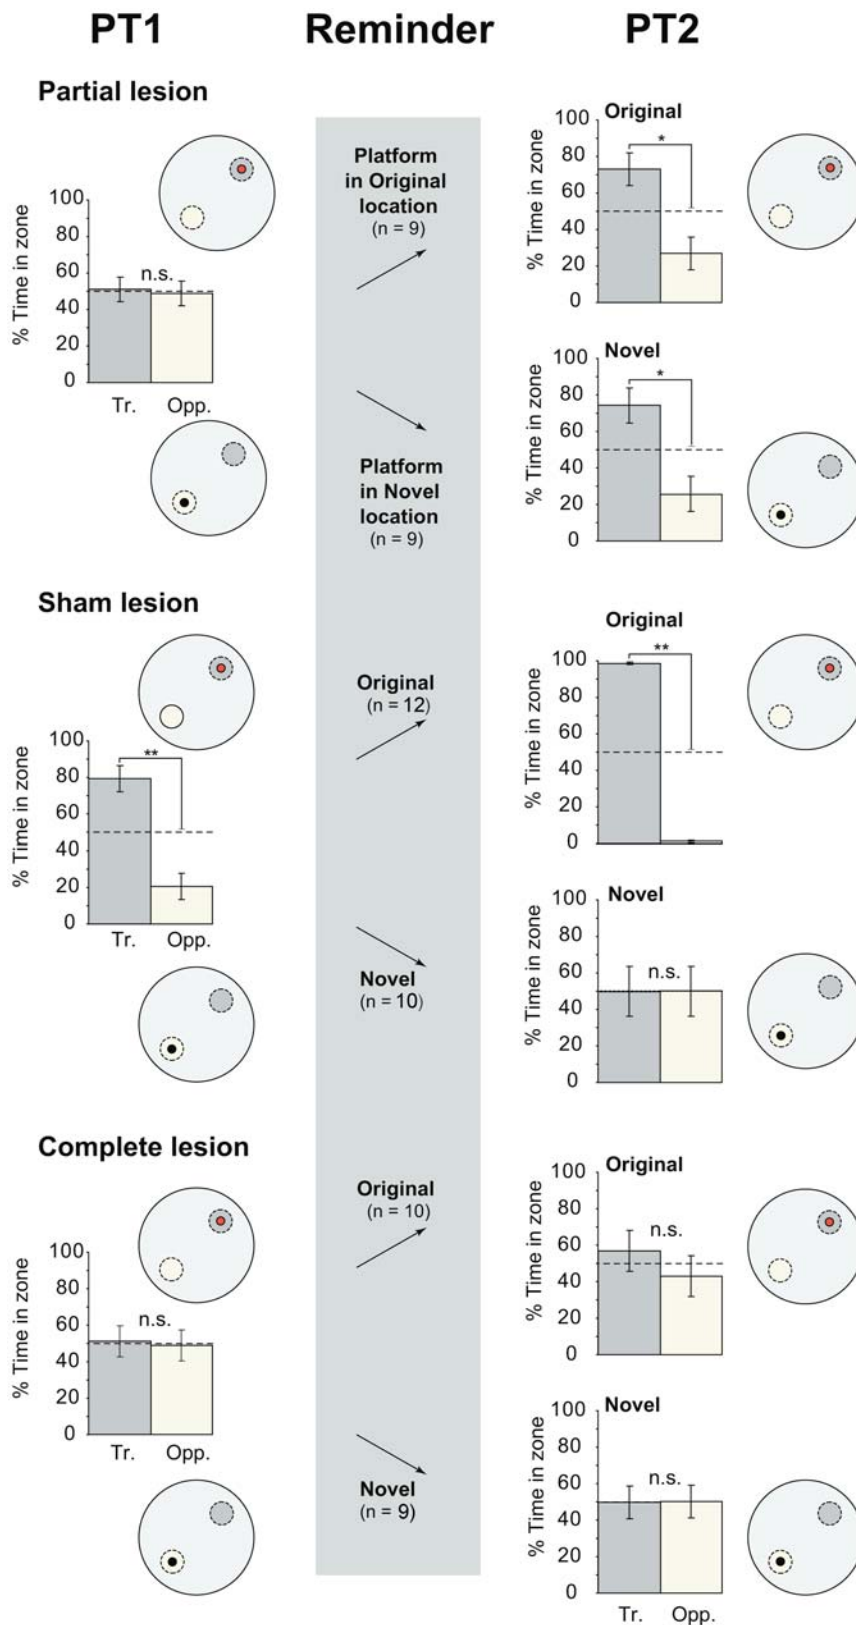 PT1 Reminder PT2
Partial lesion
% Time in zone
100
80
60
40
20
0
n.s.
Tr. Opp.
Platform
in Original
location
(n = 9)
Platform
in Novel
location
(n = 9)
Original
% Time in zone
100
80
60
40
20
0
*
Novel
% Time in zone
100
80
60
40
20
0
*
Sham lesion
% Time in zone
100
80
60
40
20
0
**
Tr. Opp.
Original
(n = 12)
Novel
(n = 10)
Original
% Time in zone
100
80
60
40
20
0
**
Novel
% Time in zone
100
80
60
40
20
0
n.s.
Complete lesion
% Time in zone
100
80
60
40
20
0
n.s.
Tr. Opp.
Original
(n = 10)
Novel
(n = 9)
Original
% Time in zone
100
80
60
40
20
0
n.s.
Novel
% Time in zone
100
80
60
40
20
0
n.s.
Tr. Opp.